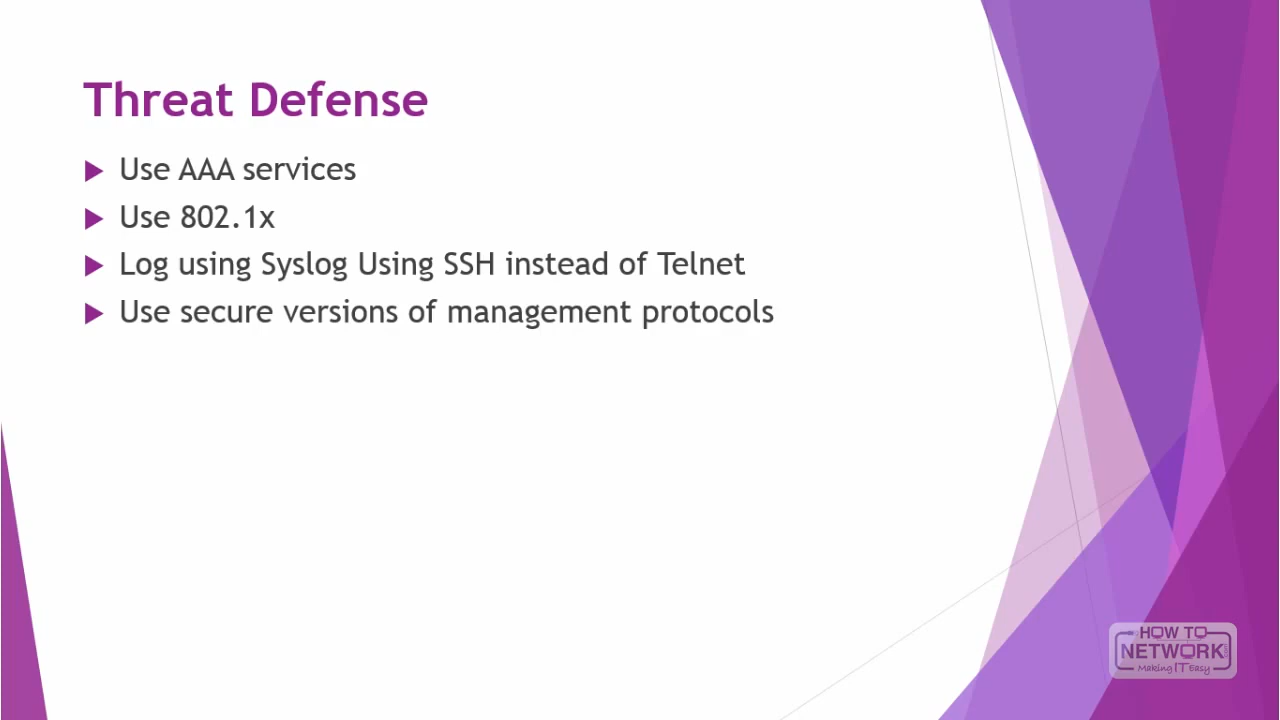 Threat Defense
Use AAA services
Use 802.1x
Log using Syslog Using SSH instead of Telnet
Use secure versions of management protocols
HOW TO
NETWORK
Making IT Easy